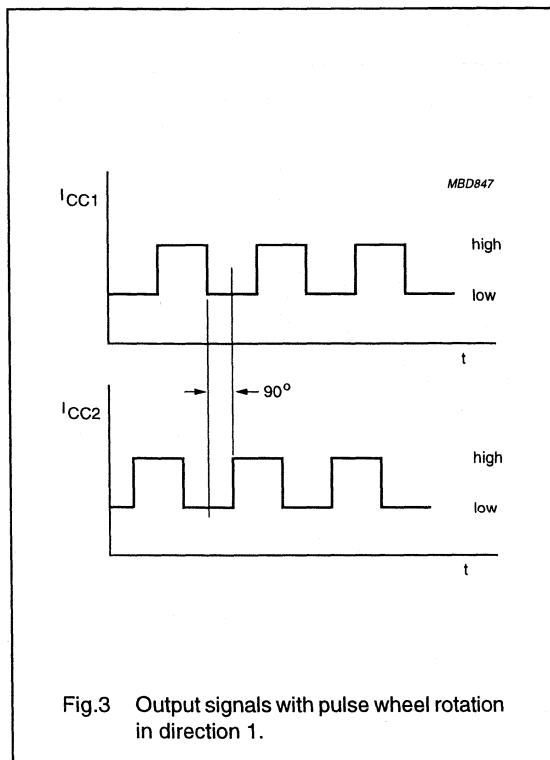 MBD847
ICC1
high
low
t
90°
ICC2
high
low
t
Fig.3 Output signals with pulse wheel rotation
in direction 1.